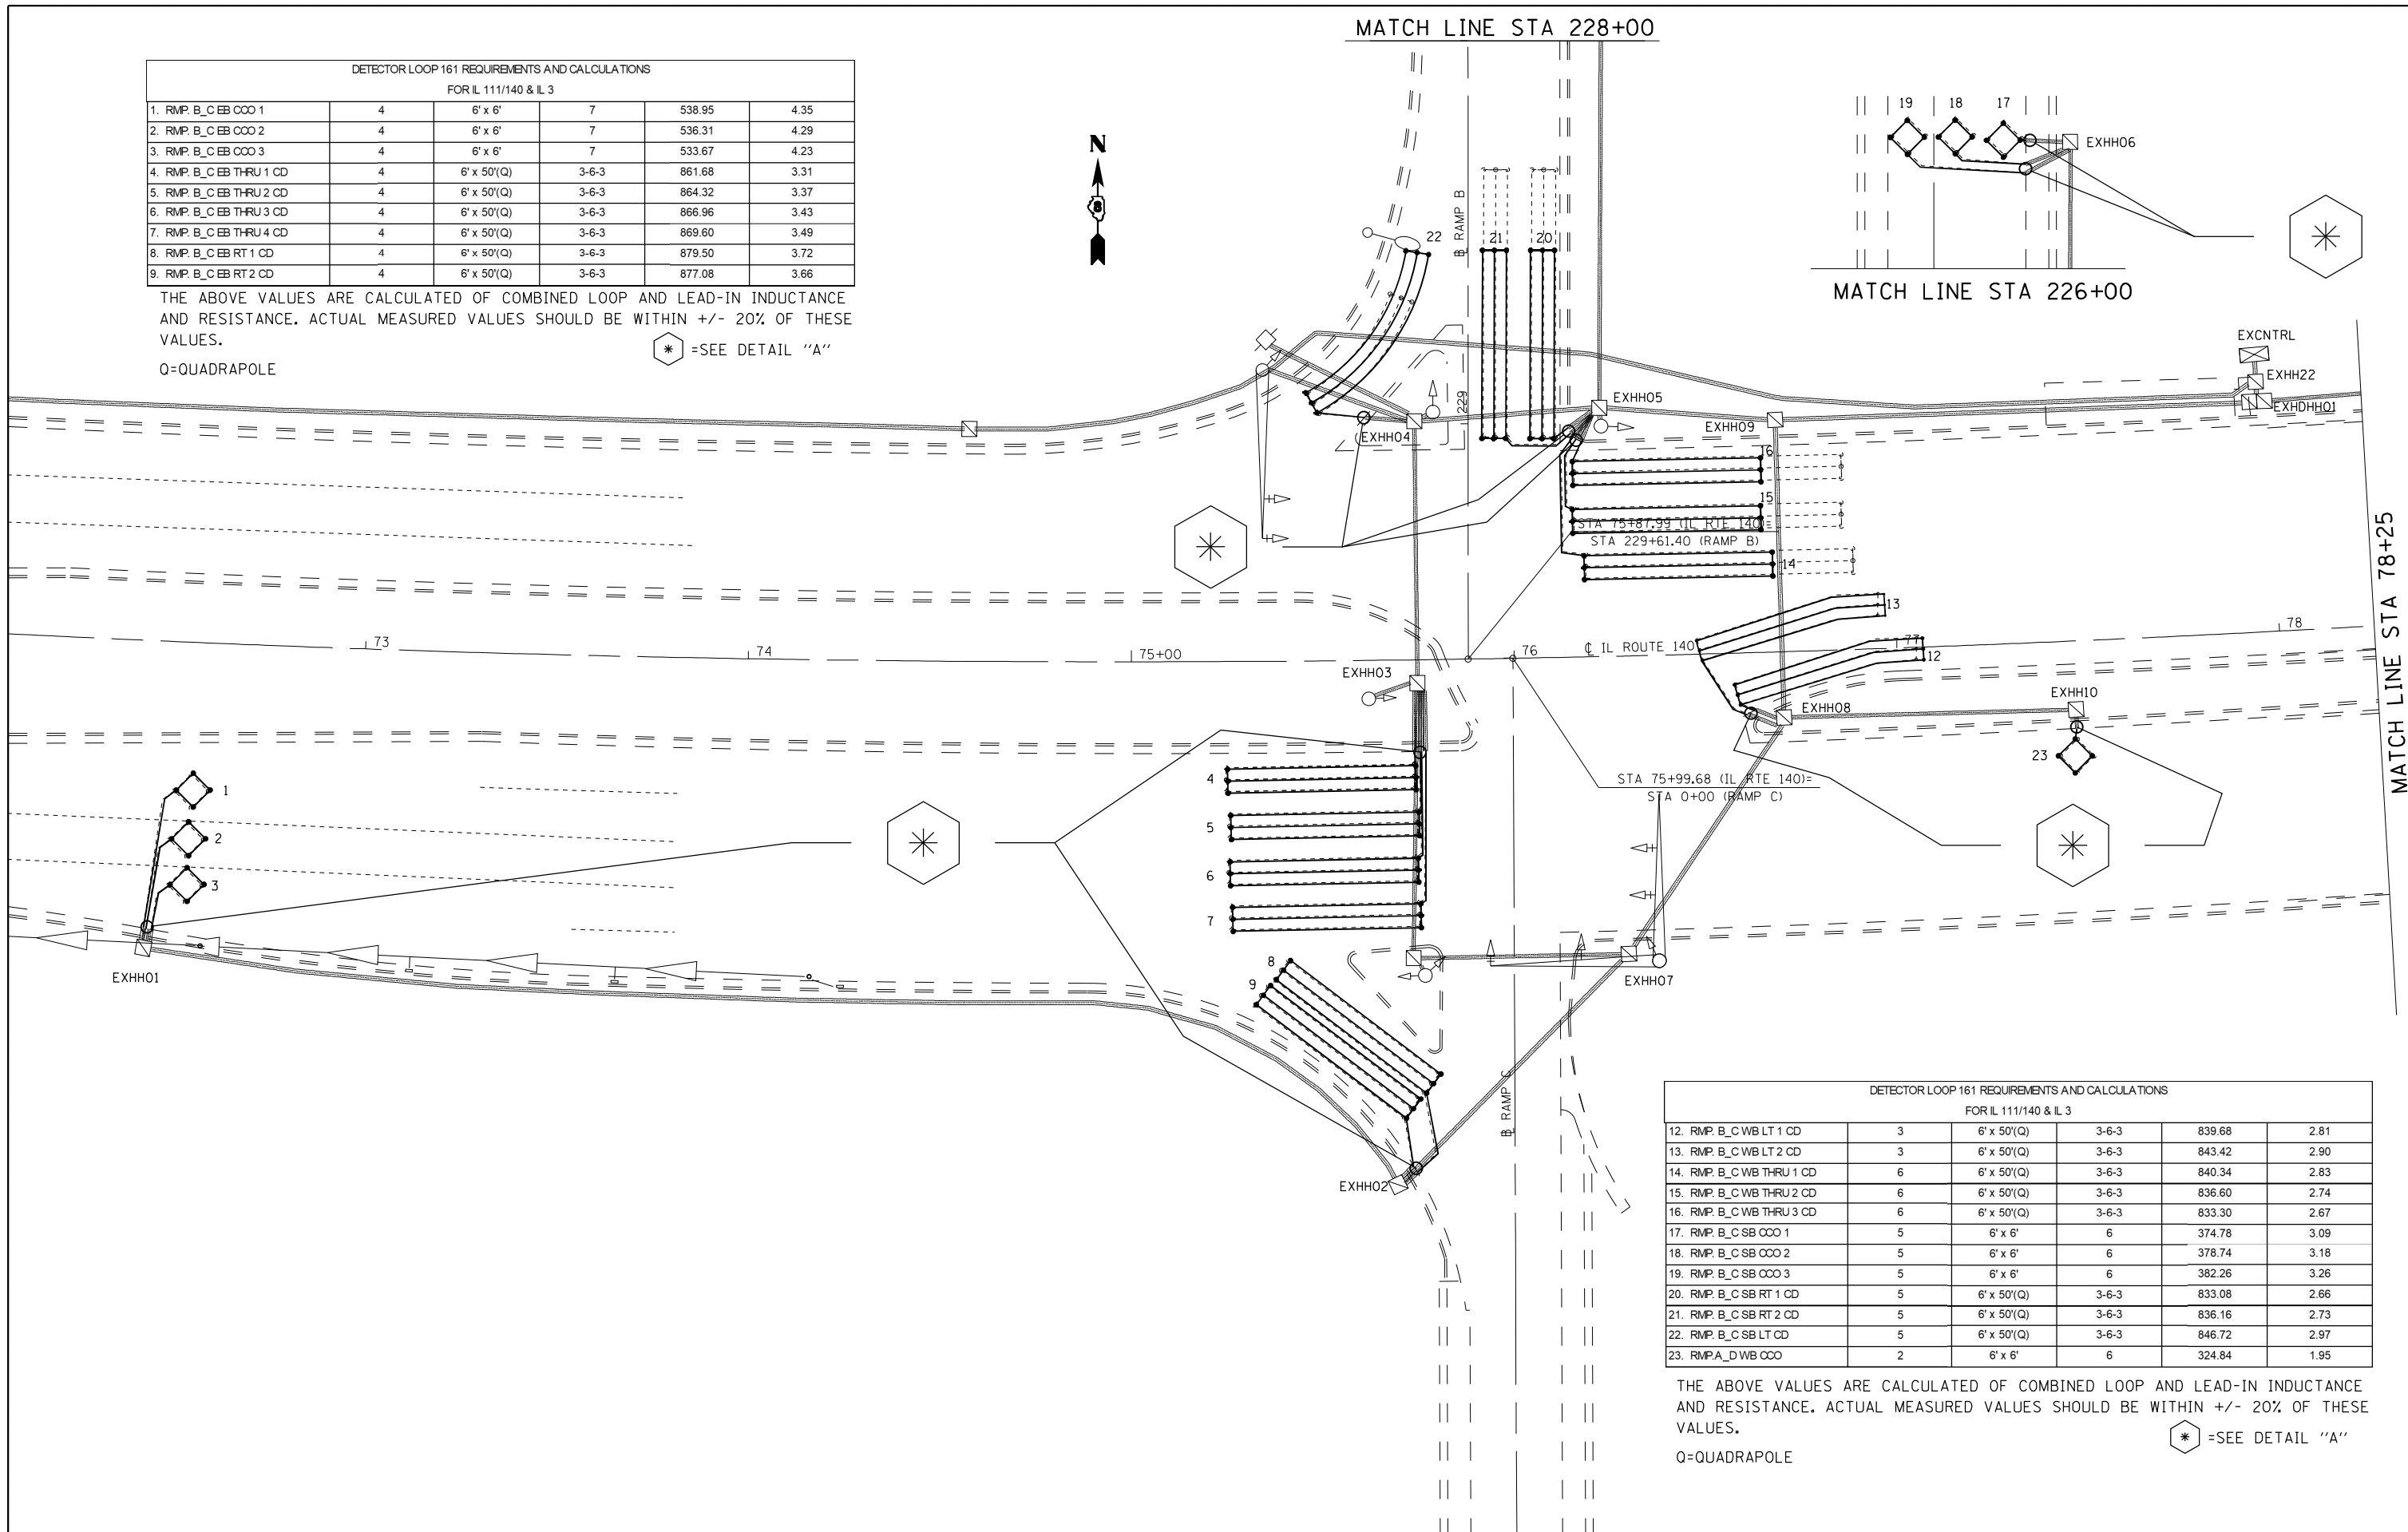 MATCH LINE STA 228+00
DETECTOR LOOP 161 REQUIREMENTS AND CALCULATIONS
FOR IL 111/140 & IL 3
1. RMP. B_C EB CCO 1 4 6' x 6' 7 538.95 4.35
2. RMP. B_C EB CCO 2 4 6' x 6' 7 536.31 4.29
3. RMP. B_C EB CCO 3 4 6' x 6' 7 533.67 4.23
4. RMP. B_C EB THRU 1 CD 4 6' x 50'(Q) 3-6-3 861.68 3.31
5. RMP. B_C EB THRU 2 CD 4 6' x 50'(Q) 3-6-3 864.32 3.37
6. RMP. B_C EB THRU 3 CD 4 6' x 50'(Q) 3-6-3 866.96 3.43
7. RMP. B_C EB THRU 4 CD 4 6' x 50'(Q) 3-6-3 869.60 3.49
8. RMP. B_C EB RT 1 CD 4 6' x 50'(Q) 3-6-3 879.50 3.72
9. RMP. B_C EB RT 2 CD 4 6' x 50'(Q) 3-6-3 877.08 3.66
THE ABOVE VALUES ARE CALCULATED OF COMBINED LOOP AND LEAD-IN INDUCTANCE
AND RESISTANCE. ACTUAL MEASURED VALUES SHOULD BE WITHIN +/- 20% OF THESE
VALUES.
* =SEE DETAIL ''A''
Q=QUADRAPOLE
N
19 18 17
EXHH06
*
MATCH LINE STA 226+00
℄ RAMP B
22
21
20
229
EXCNTRL
EXHH22
EXHDHH01
EXHH05
EXHH04
EXHH09
16
15
STA 75+87.99 (IL RTE 140)=
STA 229+61.40 (RAMP B)
14
*
13
12
MATCH LINE STA 78+25
73
74
75+00
76
℄ IL ROUTE 140
77
78
EXHH03
EXHH08
EXHH10
23
STA 75+99.68 (IL RTE 140)=
STA 0+00 (RAMP C)
1
2
3
4
5
6
7
*
*
EXHH01
8
9
EXHH07
EXHH02
℄ RAMP C
DETECTOR LOOP 161 REQUIREMENTS AND CALCULATIONS
FOR IL 111/140 & IL 3
12. RMP. B_C WB LT 1 CD 3 6' x 50'(Q) 3-6-3 839.68 2.81
13. RMP. B_C WB LT 2 CD 3 6' x 50'(Q) 3-6-3 843.42 2.90
14. RMP. B_C WB THRU 1 CD 6 6' x 50'(Q) 3-6-3 840.34 2.83
15. RMP. B_C WB THRU 2 CD 6 6' x 50'(Q) 3-6-3 836.60 2.74
16. RMP. B_C WB THRU 3 CD 6 6' x 50'(Q) 3-6-3 833.30 2.67
17. RMP. B_C SB CCO 1 5 6' x 6' 6 374.78 3.09
18. RMP. B_C SB CCO 2 5 6' x 6' 6 378.74 3.18
19. RMP. B_C SB CCO 3 5 6' x 6' 6 382.26 3.26
20. RMP. B_C SB RT 1 CD 5 6' x 50'(Q) 3-6-3 833.08 2.66
21. RMP. B_C SB RT 2 CD 5 6' x 50'(Q) 3-6-3 836.16 2.73
22. RMP. B_C SB LT CD 5 6' x 50'(Q) 3-6-3 846.72 2.97
23. RMP.A_D WB CCO 2 6' x 6' 6 324.84 1.95
THE ABOVE VALUES ARE CALCULATED OF COMBINED LOOP AND LEAD-IN INDUCTANCE
AND RESISTANCE. ACTUAL MEASURED VALUES SHOULD BE WITHIN +/- 20% OF THESE
VALUES.
* =SEE DETAIL ''A''
Q=QUADRAPOLE